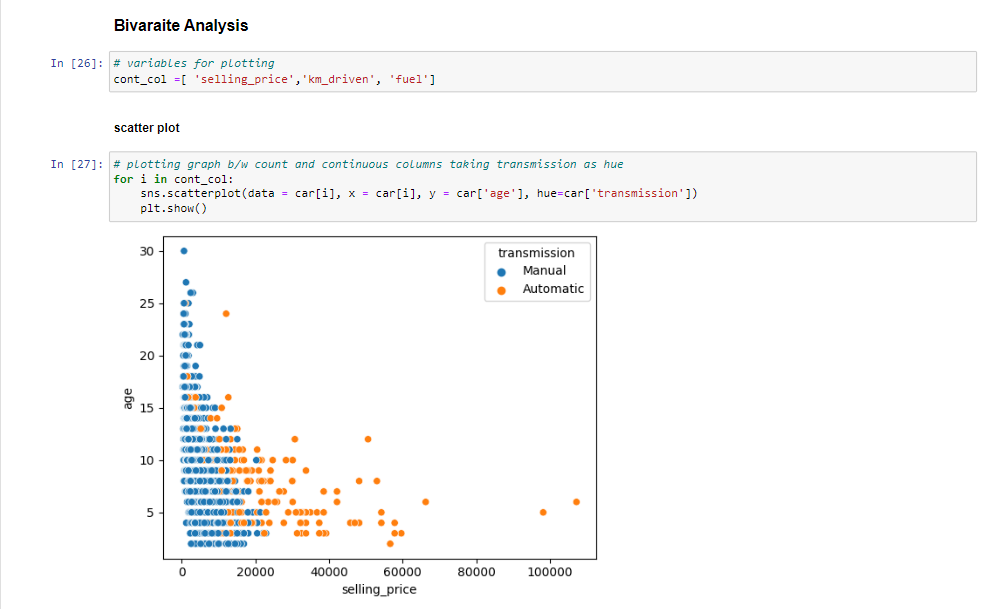 Bivaraite Analysis
In [26]: # variables for plotting
cont_col =[ 'selling_price','km_driven', 'fuel']
scatter plot
In [27]: # plotting graph b/w count and continuous columns taking transmission as hue
for i in cont_col:
sns.scatterplot(data = car[i], x = car[i], y = car['age'], hue=car['transmission'])
plt.show()
transmission
Manual
Automatic
30
25
20
15
10
5
age
0 20000 40000 60000 80000 100000
selling_price